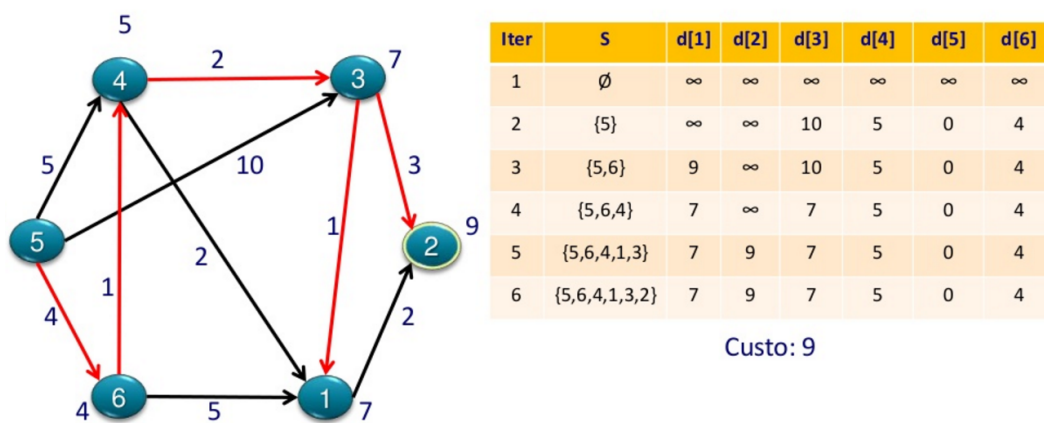 5
4
2
3
7
5
10
3
5
1
2
1
2
9
4
2
4
6
5
1
7
Iter S d[1] d[2] d[3] d[4] d[5] d[6]
1 Ø ∞ ∞ ∞ ∞ ∞ ∞
2 {5} ∞ ∞ 10 5 0 4
3 {5,6} 9 ∞ 10 5 0 4
4 {5,6,4} 7 ∞ 7 5 0 4
5 {5,6,4,1,3} 7 9 7 5 0 4
6 {5,6,4,1,3,2} 7 9 7 5 0 4
Custo: 9